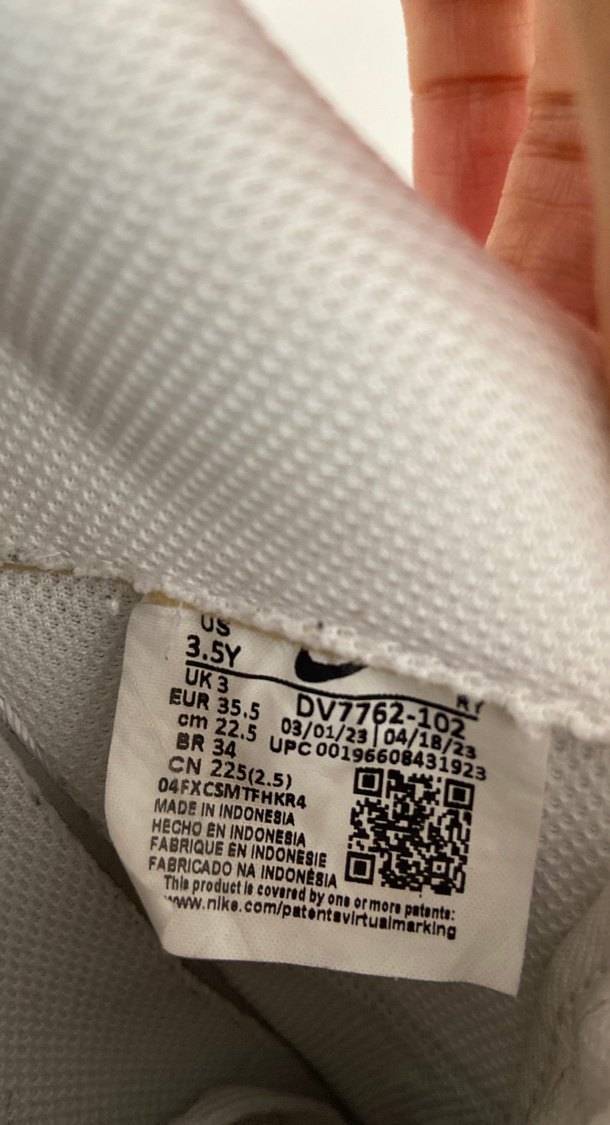 US
3.5Y
RY
UK 3
DV7762-102
EUR 35.5
03/01/23 | 04/18/23
cm 22.5
UPC 00196608431923
BR 34
CN 225(2.5)
04FXCSMTFHKR4
MADE IN INDONESIA
HECHO EN INDONESIA
FABRIQUE EN INDONESIE
FABRICADO NA INDONÉSIA
This product is covered by one or more patents:
www.nike.com/patentsvirtualmarking